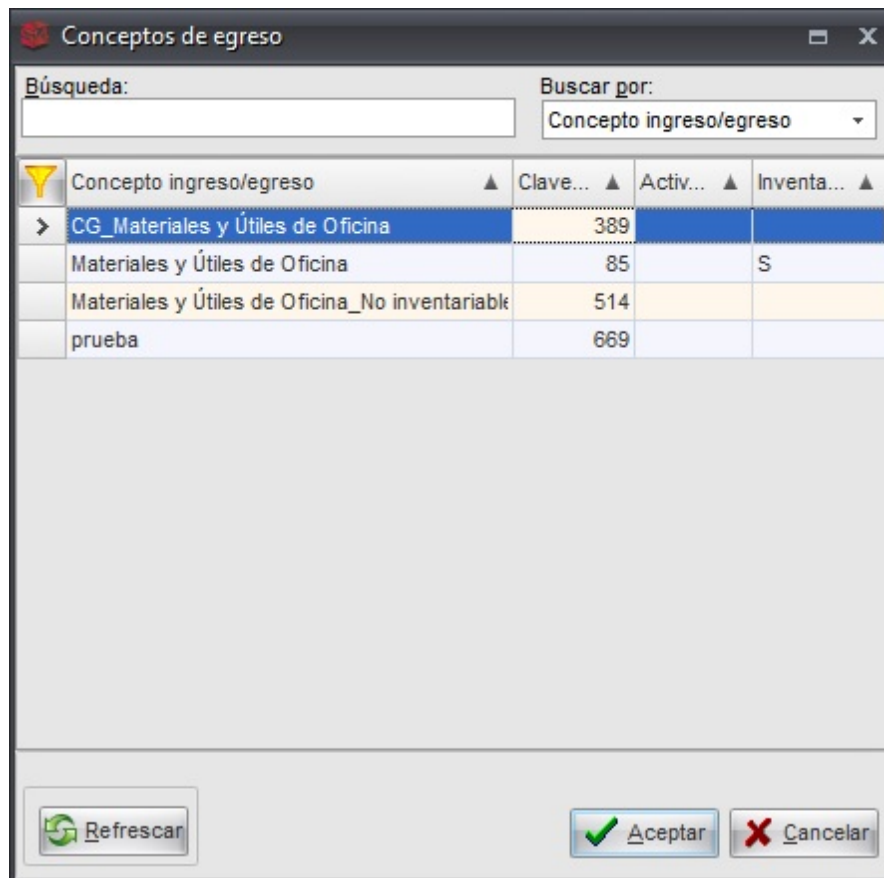 Conceptos de egreso
Búsqueda: Buscar por:
Concepto ingreso/egreso
Concepto ingreso/egreso Clave... Activ... Inventa...
CG_Materiales y Útiles de Oficina 389
Materiales y Útiles de Oficina 85 S
Materiales y Útiles de Oficina_No inventariable 514
prueba 669
Refrescar Aceptar Cancelar